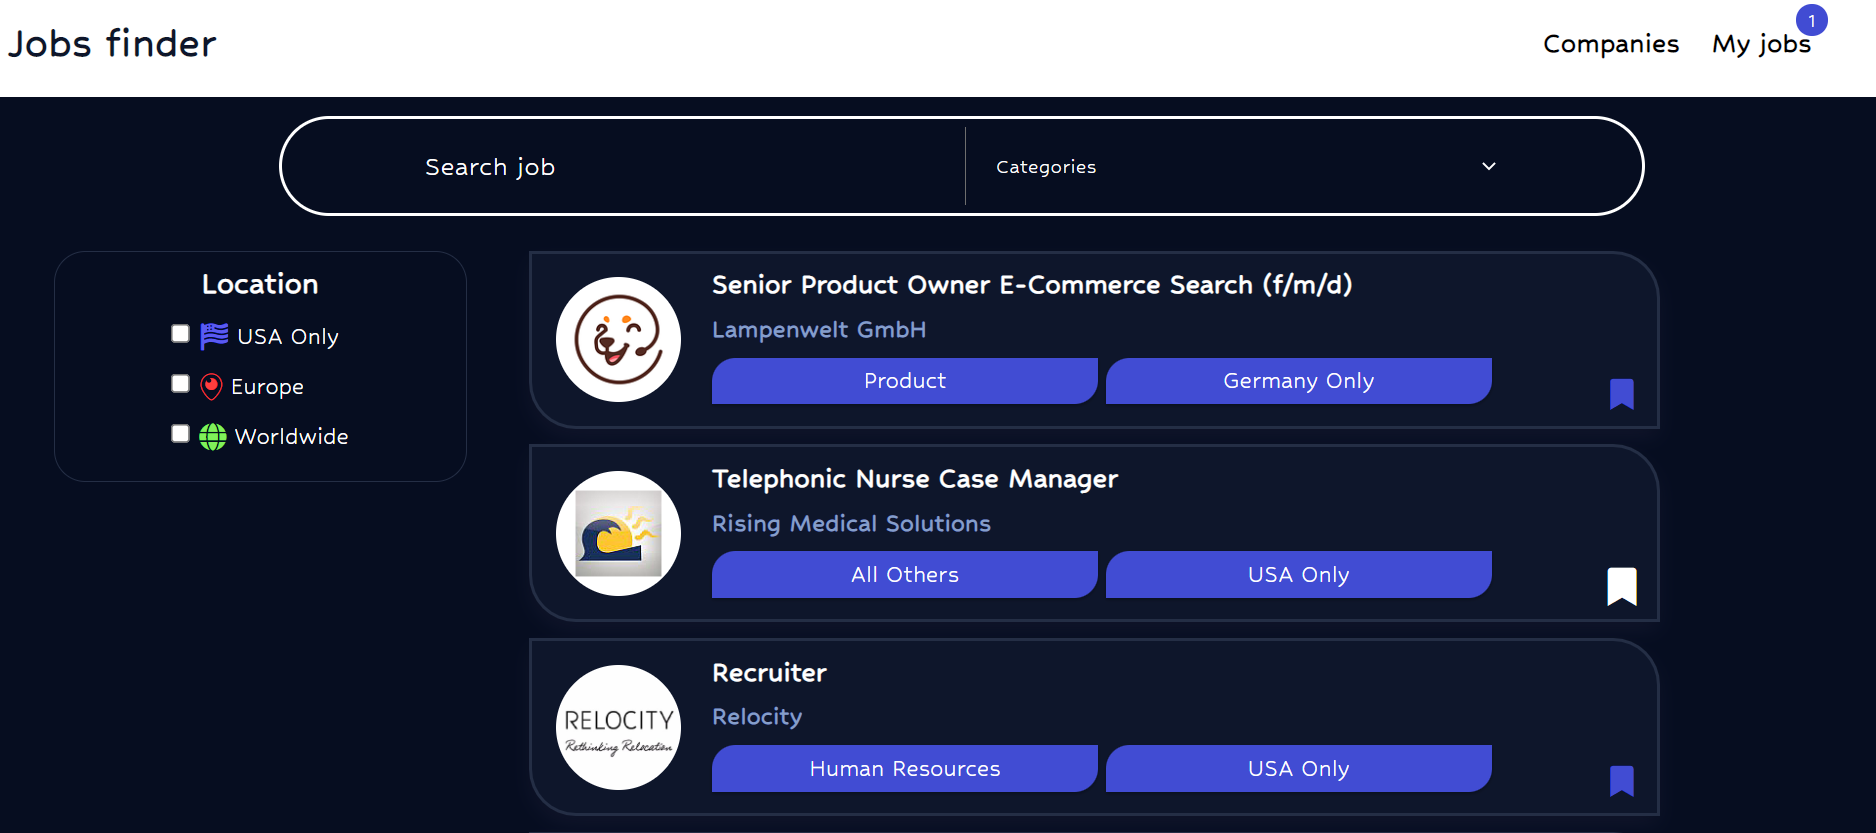 Jobs finder
Companies
My jobs
1
Search job
Categories
Location
USA Only
Europe
Worldwide
Senior Product Owner E-Commerce Search (f/m/d)
Lampenwelt GmbH
Product
Germany Only
Telephonic Nurse Case Manager
Rising Medical Solutions
All Others
USA Only
RELOCITY
Rethinking Relocation
Recruiter
Relocity
Human Resources
USA Only